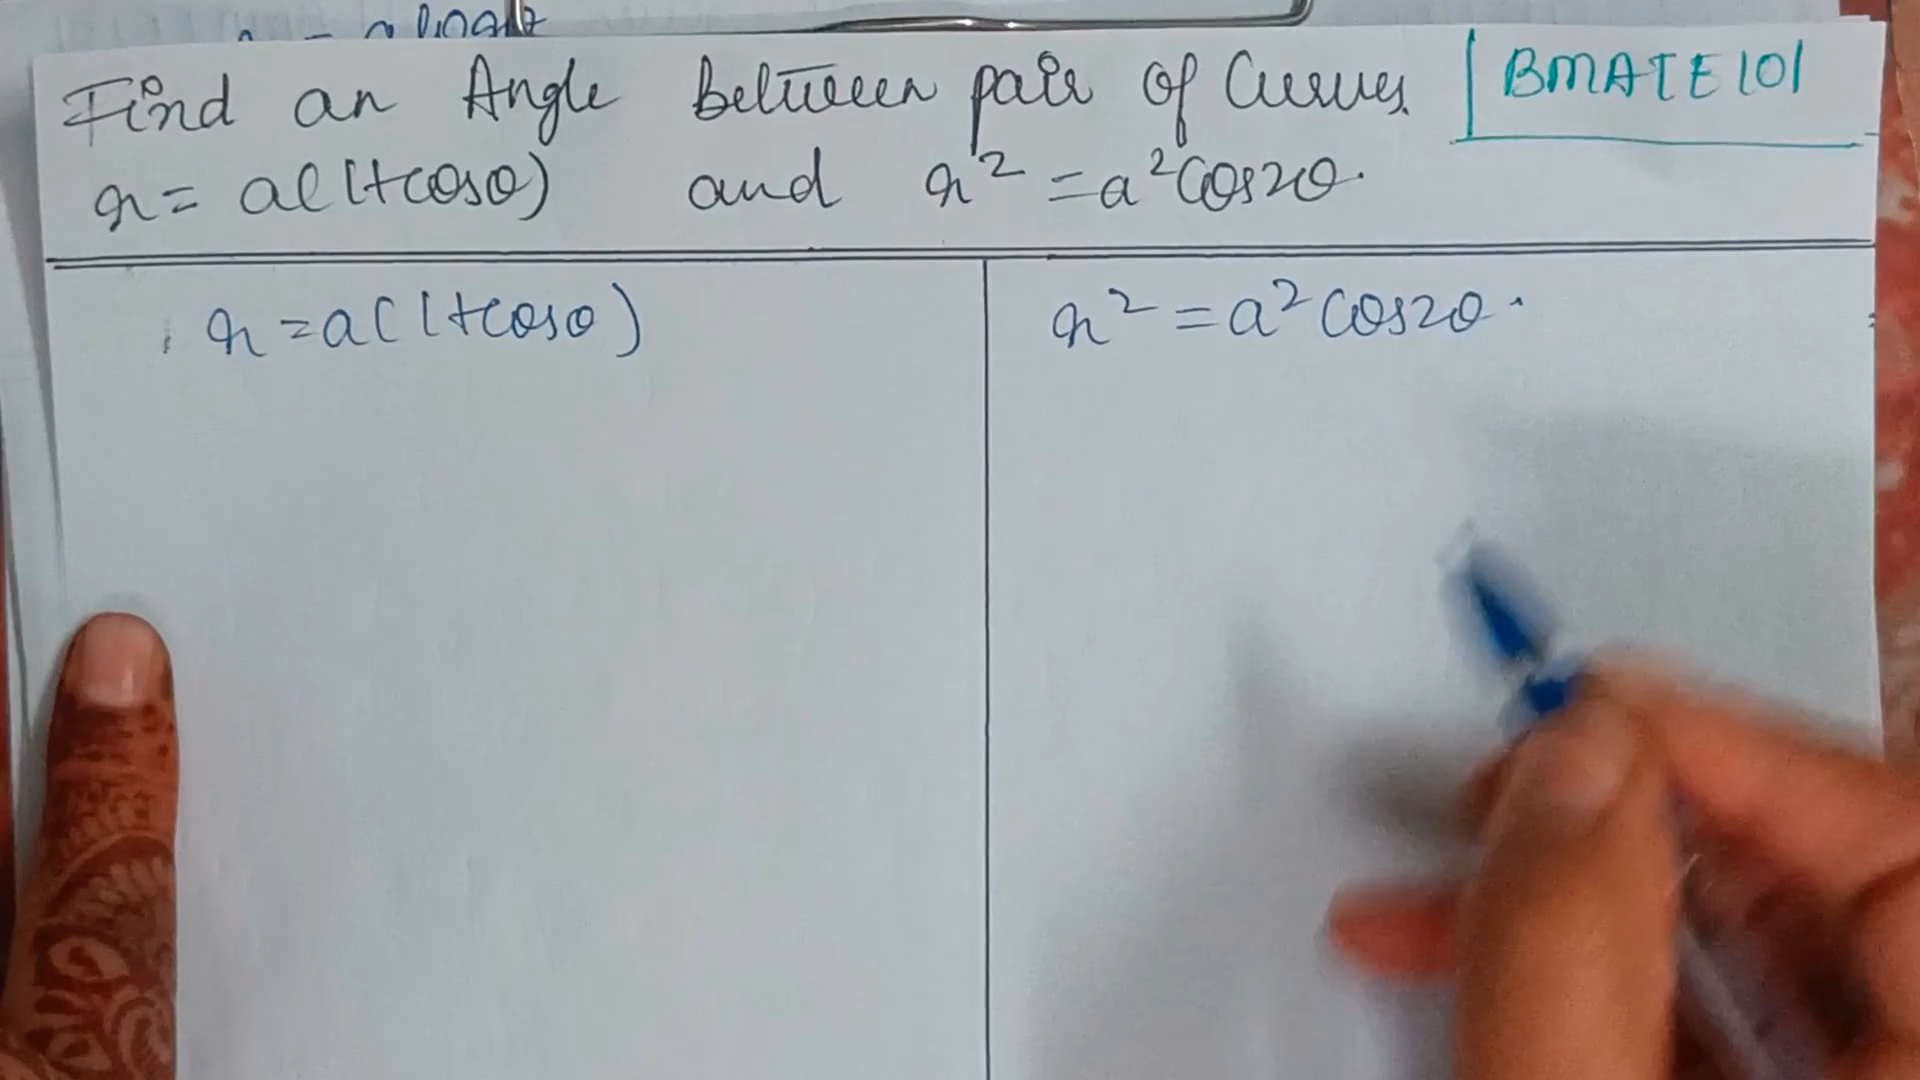 Find an Angle between pair of Curves. BMATE101
r = a(1+cosθ) and r² = a²cos2θ.
r = a(1+cosθ)
r² = a²cos2θ.